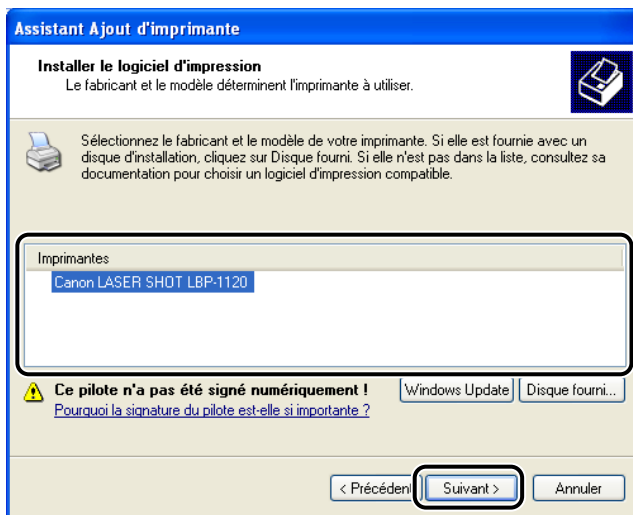 Assistant Ajout d'imprimante
Installer le logiciel d'impression
Le fabricant et le modèle déterminent l'imprimante à utiliser.
Sélectionnez le fabricant et le modèle de votre imprimante. Si elle est fournie avec un
disque d'installation, cliquez sur Disque fourni. Si elle n'est pas dans la liste, consultez sa
documentation pour choisir un logiciel d'impression compatible.
Imprimantes
Canon LASER SHOT LBP-1120
Ce pilote n'a pas été signé numériquement !
Windows Update Disque fourni...
Pourquoi la signature du pilote est-elle si importante ?
< Précédent Suivant > Annuler